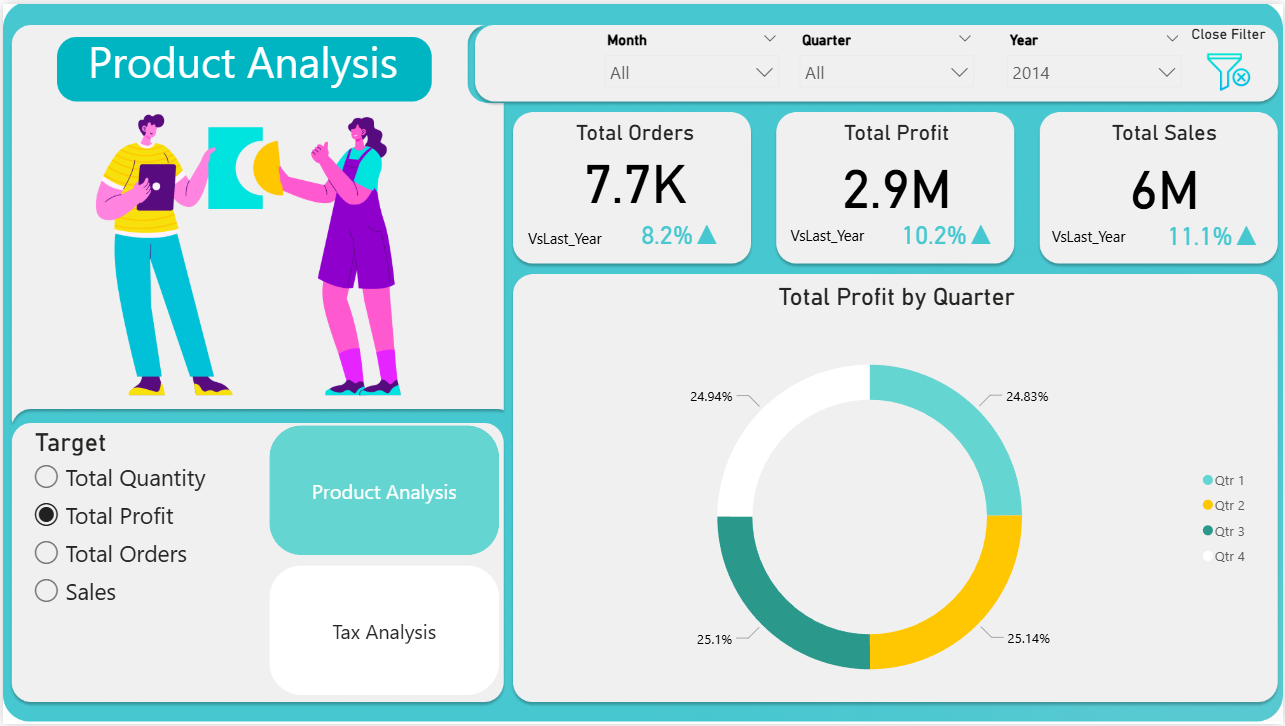 Product Analysis
Month
All
Quarter
All
Year
2014
Close Filter
Total Orders
7.7K
VsLast_Year 8.2%
Total Profit
2.9M
VsLast_Year 10.2%
Total Sales
6M
VsLast_Year 11.1%
Total Profit by Quarter
24.94%
24.83%
25.1%
25.14%
Qtr 1
Qtr 2
Qtr 3
Qtr 4
Target
Total Quantity
Total Profit
Total Orders
Sales
Product Analysis
Tax Analysis